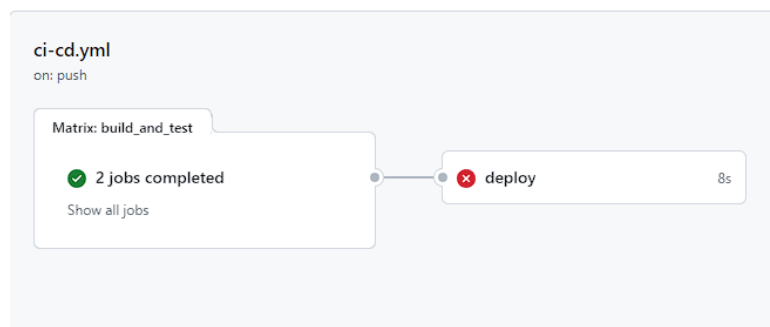 ci-cd.yml
on: push
Matrix: build_and_test
2 jobs completed
Show all jobs
deploy 8s